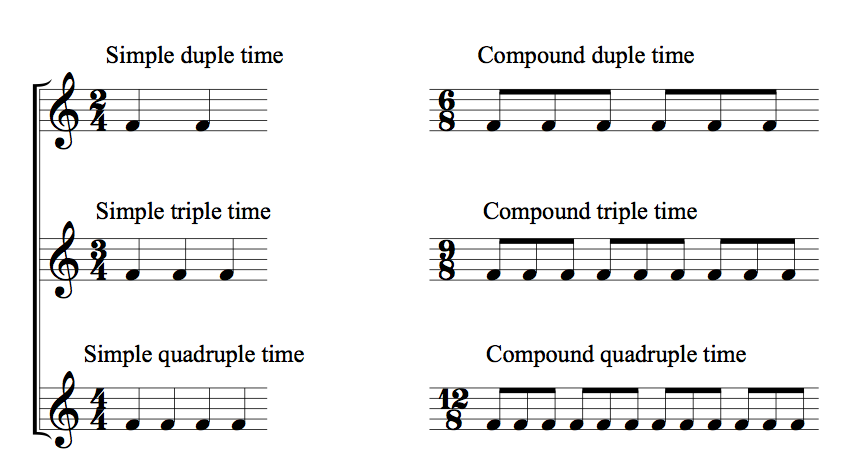 Simple duple time
Compound duple time
2
4
6
8
Simple triple time
Compound triple time
3
4
9
8
Simple quadruple time
Compound quadruple time
4
4
12
8